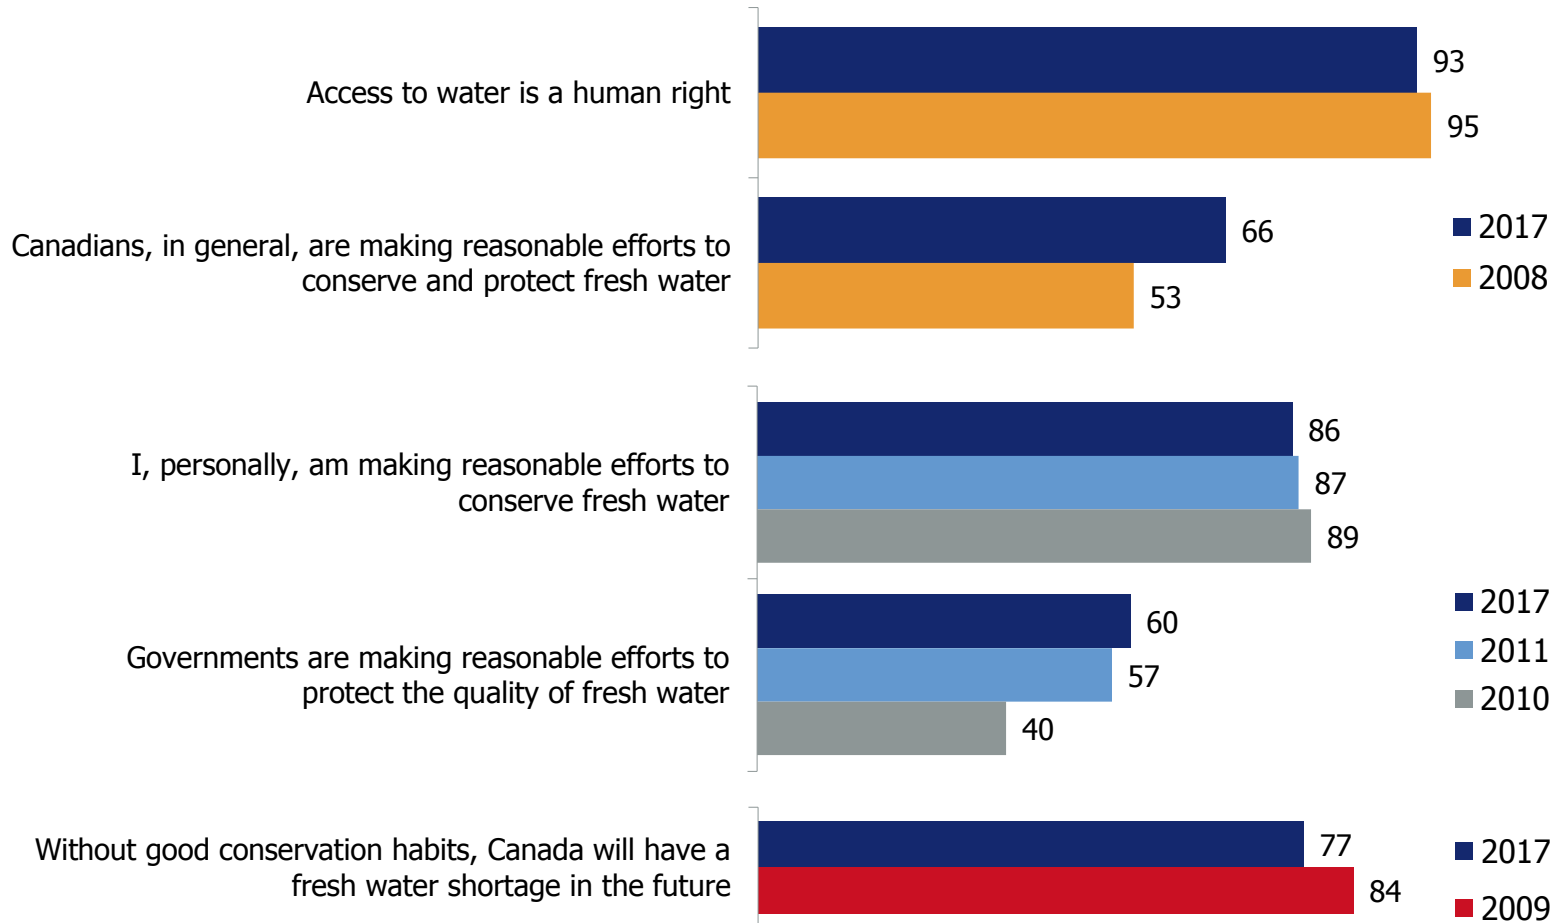 Access to water is a human right
93
95
Canadians, in general, are making reasonable efforts to
conserve and protect fresh water
66
53
2017
2008
I, personally, am making reasonable efforts to
conserve fresh water
86
87
89
Governments are making reasonable efforts to
protect the quality of fresh water
60
57
40
2017
2011
2010
Without good conservation habits, Canada will have a
fresh water shortage in the future
77
84
2017
2009